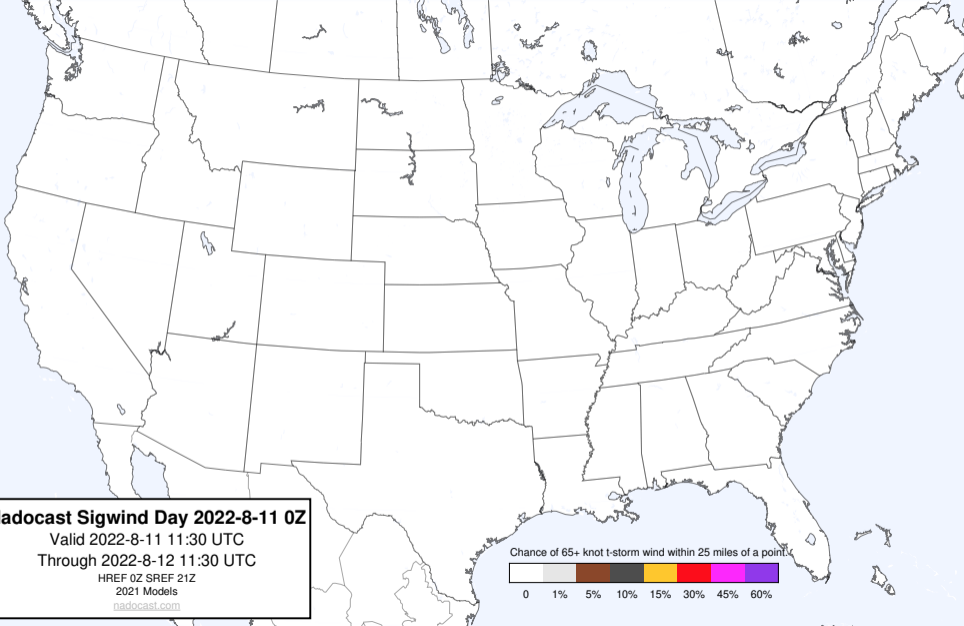 adocast Sigwind Day 2022-8-11 0Z
Valid 2022-8-11 11:30 UTC
Through 2022-8-12 11:30 UTC
HREF 0Z SREF 21Z
2021 Models
nadocast.com
Chance of 65+ knot t-storm wind within 25 miles of a point.
0 1% 5% 10% 15% 30% 45% 60%